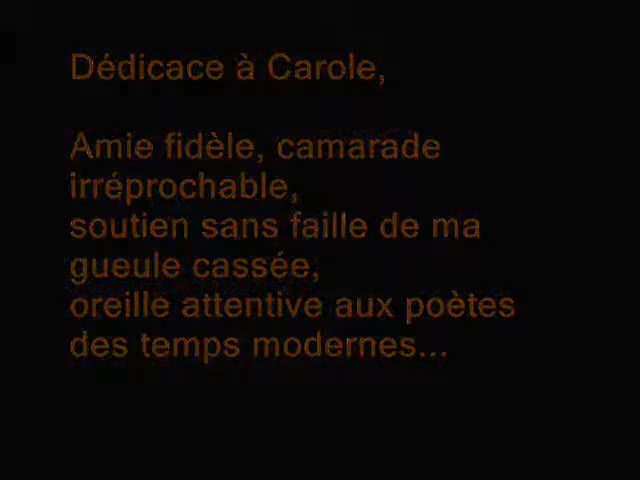 Dédicace à Carole,
Amie fidèle, camarade
irréprochable,
soutien sans faille de ma
gueule cassée;
oreille attentive aux poètes
des temps modernes...